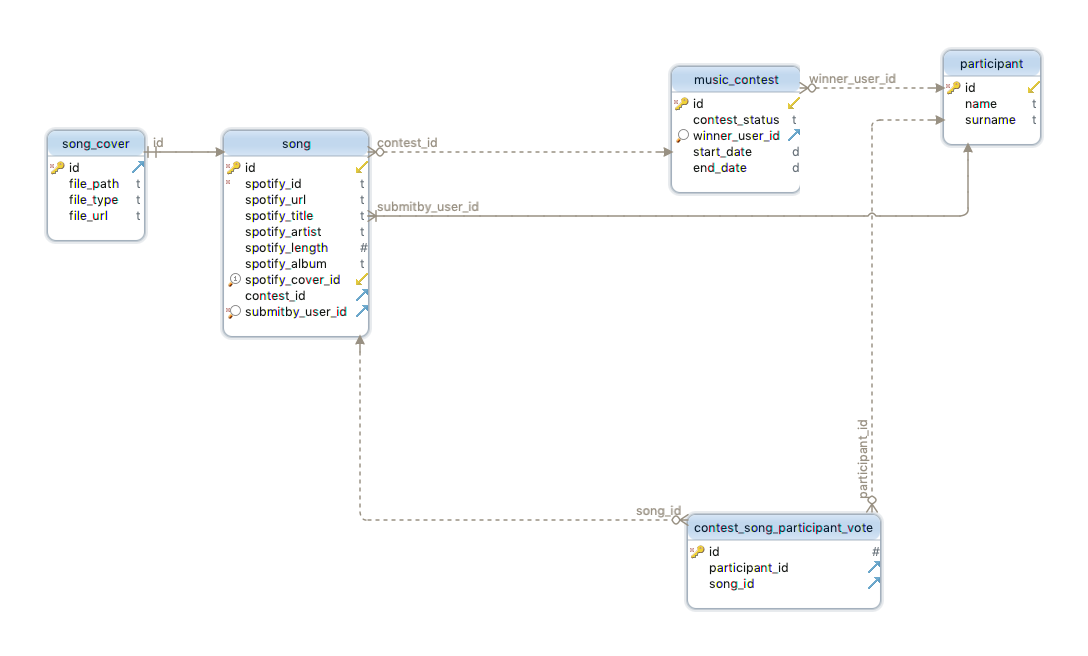 song_cover
id
file_path t
file_type t
file_url t
id
song
id
spotify_id t
spotify_url t
spotify_title t
spotify_artist t
spotify_length #
spotify_album t
spotify_cover_id
contest_id
submitby_user_id
contest_id
submitby_user_id
music_contest
id
contest_status t
winner_user_id
start_date d
end_date d
winner_user_id
participant
id
name t
surname t
participant_id
song_id
contest_song_participant_vote
id #
participant_id
song_id